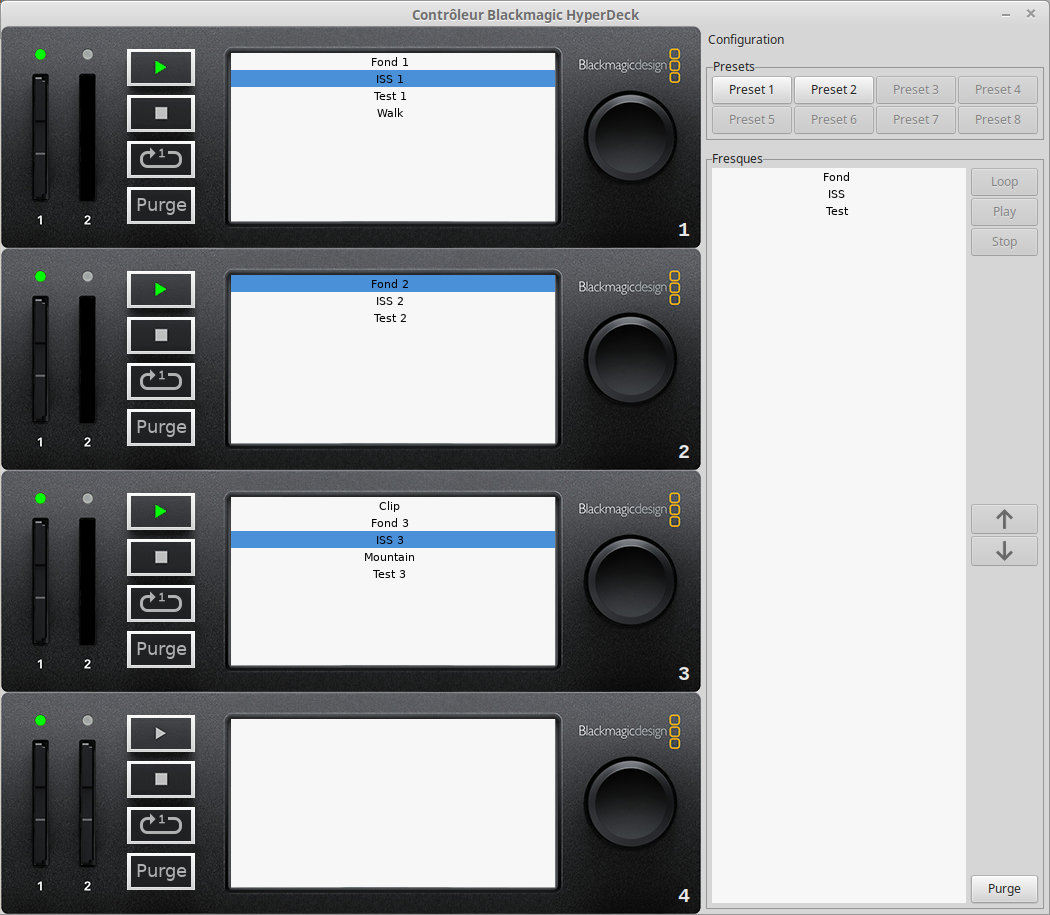 Contrôleur Blackmagic HyperDeck
Fond 1
ISS 1
Test 1
Walk
1
Purge
1 2
Blackmagicdesign
1
Fond 2
ISS 2
Test 2
1
Purge
1 2
Blackmagicdesign
2
Clip
Fond 3
ISS 3
Mountain
Test 3
1
Purge
1 2
Blackmagicdesign
3
1
Purge
1 2
Blackmagicdesign
4
Configuration
Presets
Preset 1 Preset 2 Preset 3 Preset 4
Preset 5 Preset 6 Preset 7 Preset 8
Fresques
Fond
ISS
Test
Loop
Play
Stop
Purge